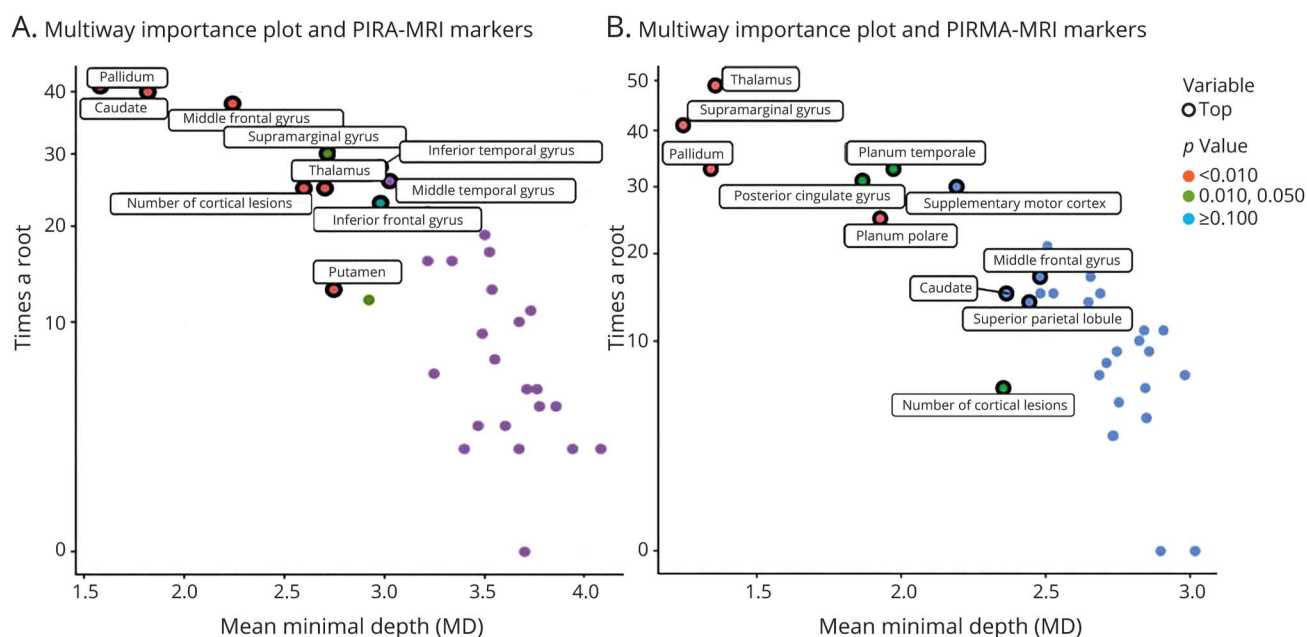 A. Multiway importance plot and PIRA-MRI markers
Times a root
40
30
20
10
0
Pallidum
Caudate
Middle frontal gyrus
Supramarginal gyrus
Inferior temporal gyrus
Thalamus
Middle temporal gyrus
Number of cortical lesions
Inferior frontal gyrus
Putamen
1.5 2.0 2.5 3.0 3.5 4.0
Mean minimal depth (MD)
B. Multiway importance plot and PIRMA-MRI markers
Times a root
50
40
30
20
10
0
Thalamus
Supramarginal gyrus
Pallidum
Planum temporale
Posterior cingulate gyrus
Supplementary motor cortex
Planum polare
Middle frontal gyrus
Caudate
Superior parietal lobule
Number of cortical lesions
1.5 2.0 2.5 3.0
Mean minimal depth (MD)
Variable
Top
p Value
<0.010
0.010, 0.050
≥0.100